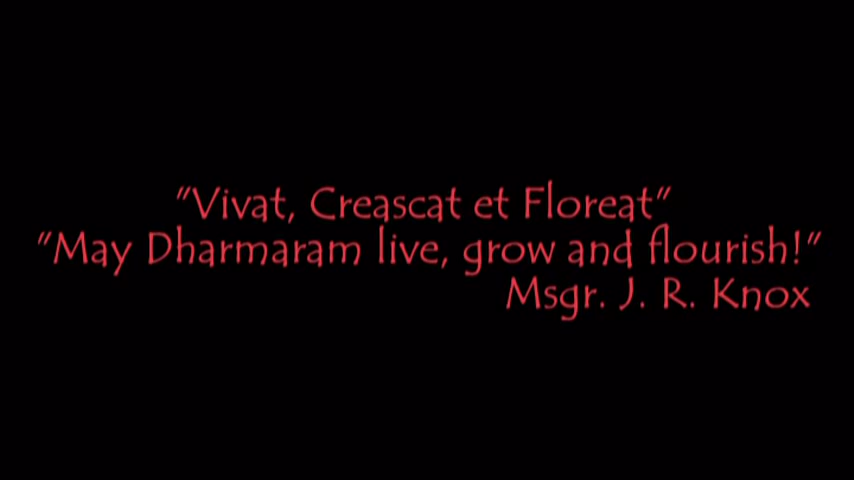 "Vivat, Creascat et Floreat"
"May Dharmaram live, grow and flourish!"
Msgr. J. R. Knox